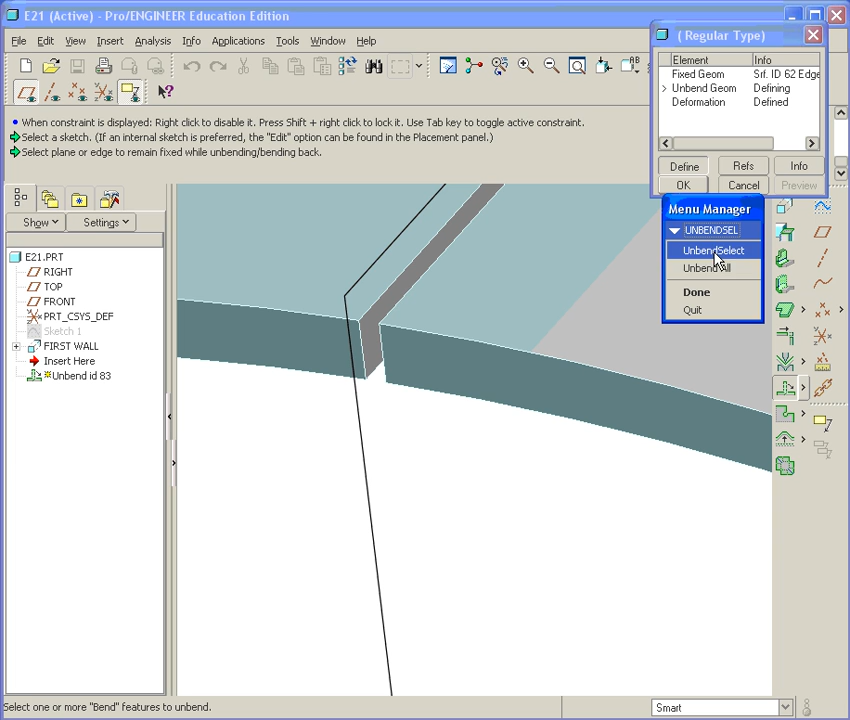 E21 (Active) - Pro/ENGINEER Education Edition
File Edit View Insert Analysis Info Applications Tools Window Help
When constraint is displayed: Right click to disable it. Press Shift + right click to lock it. Use Tab key to toggle active constraint.
Select a sketch. (If an internal sketch is preferred, the "Edit" option can be found in the Placement panel.)
Select plane or edge to remain fixed while unbending/bending back.
Show Settings
E21.PRT
RIGHT
TOP
FRONT
PRT_CSYS_DEF
Sketch 1
FIRST WALL
Insert Here
Unbend id 83
(Regular Type)
Element Info
Fixed Geom Srf. ID 62 Edge
> Unbend Geom Defining
Deformation Defined
Define Refs Info
OK Cancel Preview
Menu Manager
UNBENDSEL
UnbendSelect
Unbend All
Done
Quit
Select one or more "Bend" features to unbend.
Smart